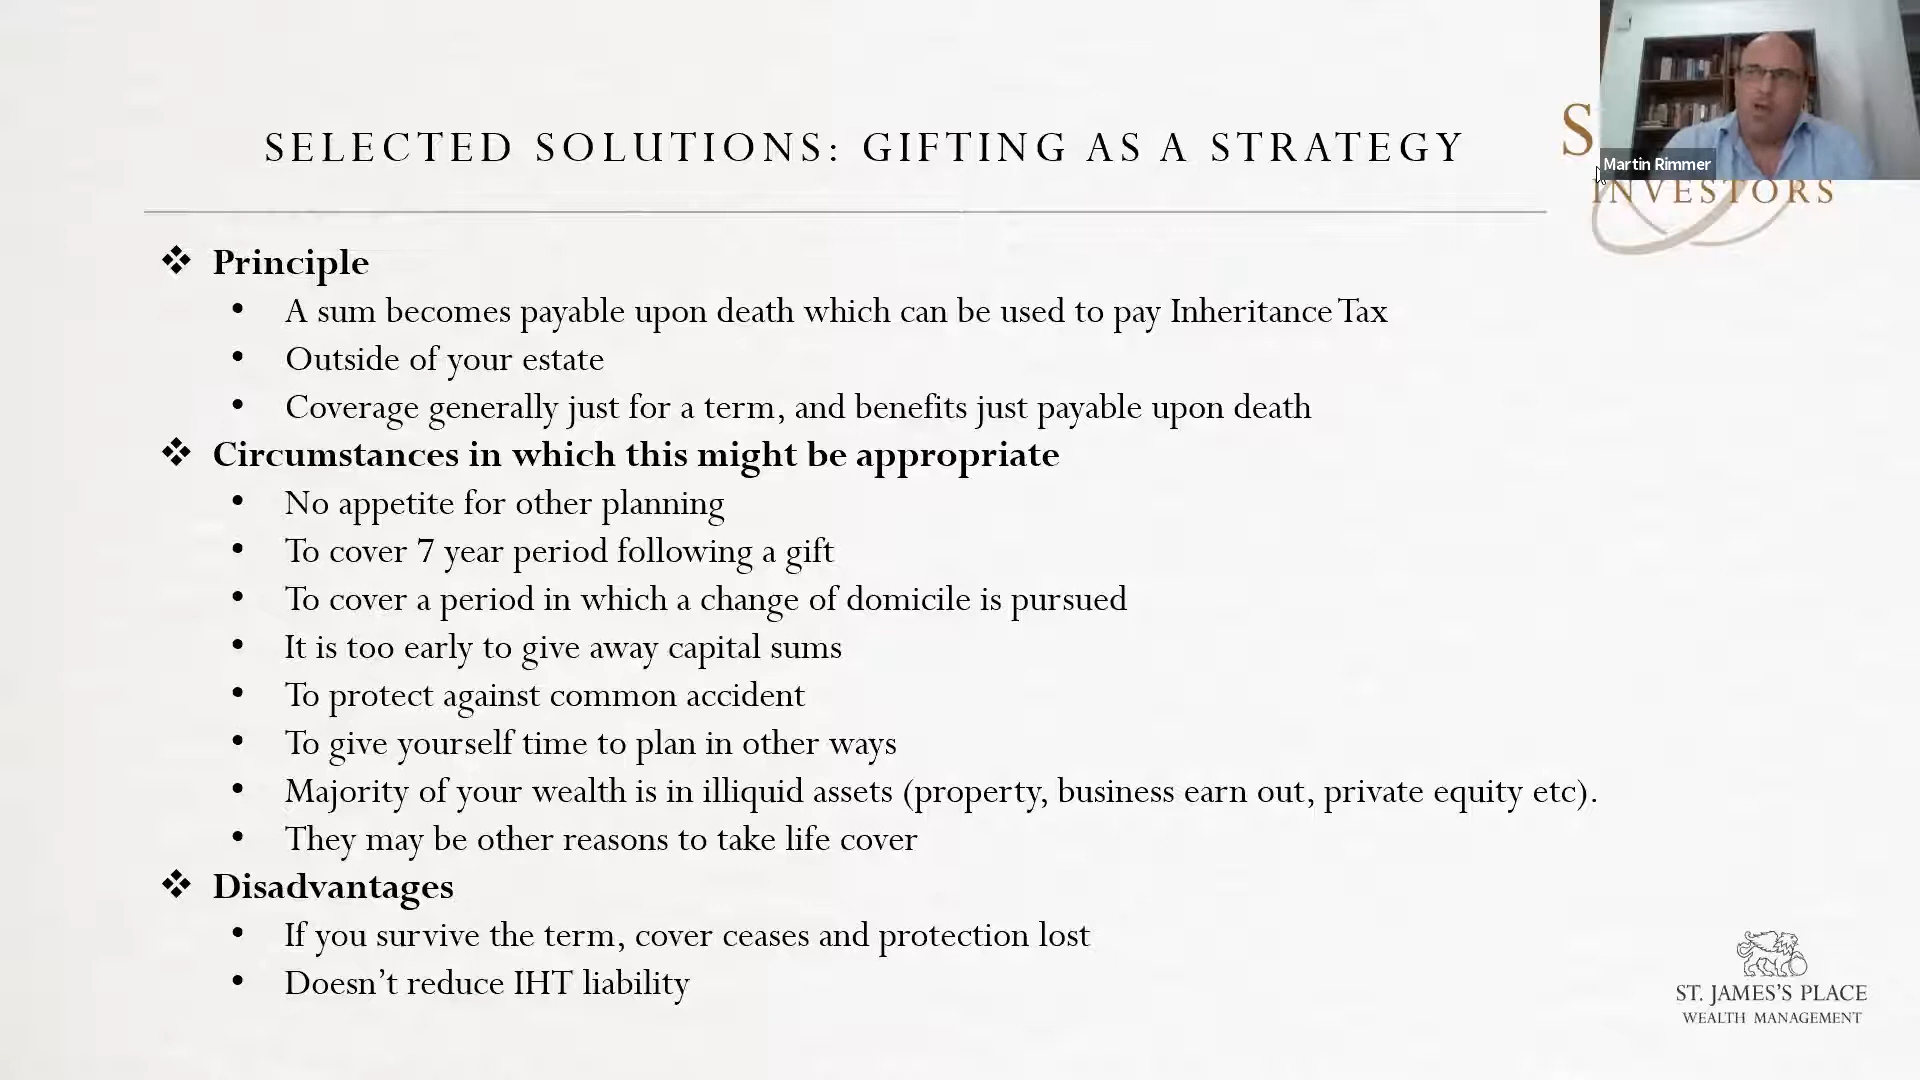 SELECTED SOLUTIONS: GIFTING AS A STRATEGY
S
Martin Rimmer
INVESTORS
❖ Principle
• A sum becomes payable upon death which can be used to pay Inheritance Tax
• Outside of your estate
• Coverage generally just for a term, and benefits just payable upon death
❖ Circumstances in which this might be appropriate
• No appetite for other planning
• To cover 7 year period following a gift
• To cover a period in which a change of domicile is pursued
• It is too early to give away capital sums
• To protect against common accident
• To give yourself time to plan in other ways
• Majority of your wealth is in illiquid assets (property, business earn out, private equity etc).
• They may be other reasons to take life cover
❖ Disadvantages
• If you survive the term, cover ceases and protection lost
• Doesn't reduce IHT liability
ST. JAMES'S PLACE
WEALTH MANAGEMENT